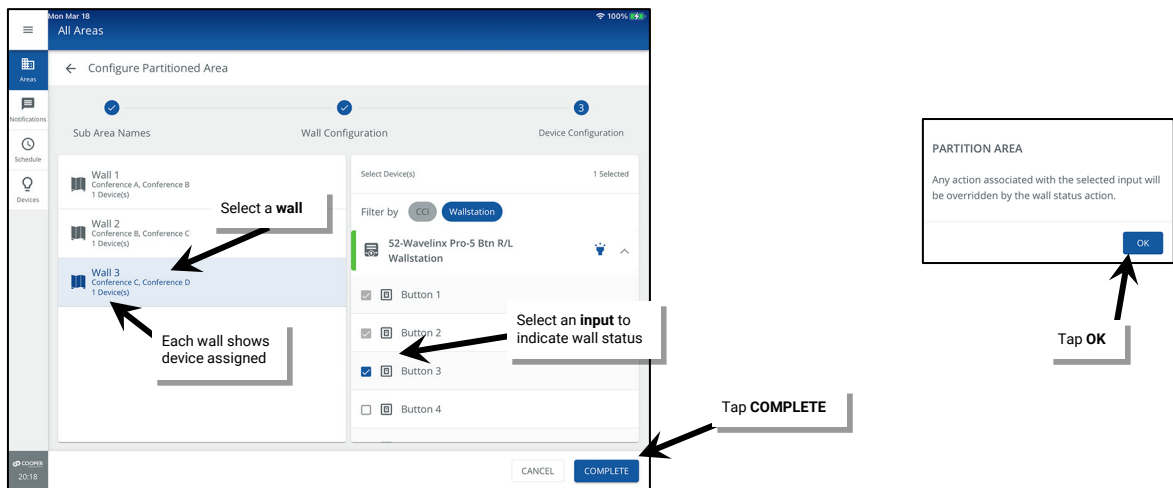 Mon Mar 18
100%
All Areas
Areas
Configure Partitioned Area
Notifications
3
Sub Area Names
Wall Configuration
Device Configuration
Schedule
Devices
Wall 1
Conference A, Conference B
1 Device(s)
Wall 2
Conference B, Conference C
1 Device(s)
Wall 3
Conference C, Conference D
1 Device(s)
Select a wall
Each wall shows
device assigned
Select Device(s)
1 Selected
Filter by
CCI
Wallstation
52-Wavelinx Pro-5 Btn R/L
Wallstation
Button 1
Button 2
Button 3
Button 4
Select an input to
indicate wall status
Tap COMPLETE
COOPER
20:18
CANCEL
COMPLETE
PARTITION AREA
Any action associated with the selected input will
be overridden by the wall status action.
OK
Tap OK